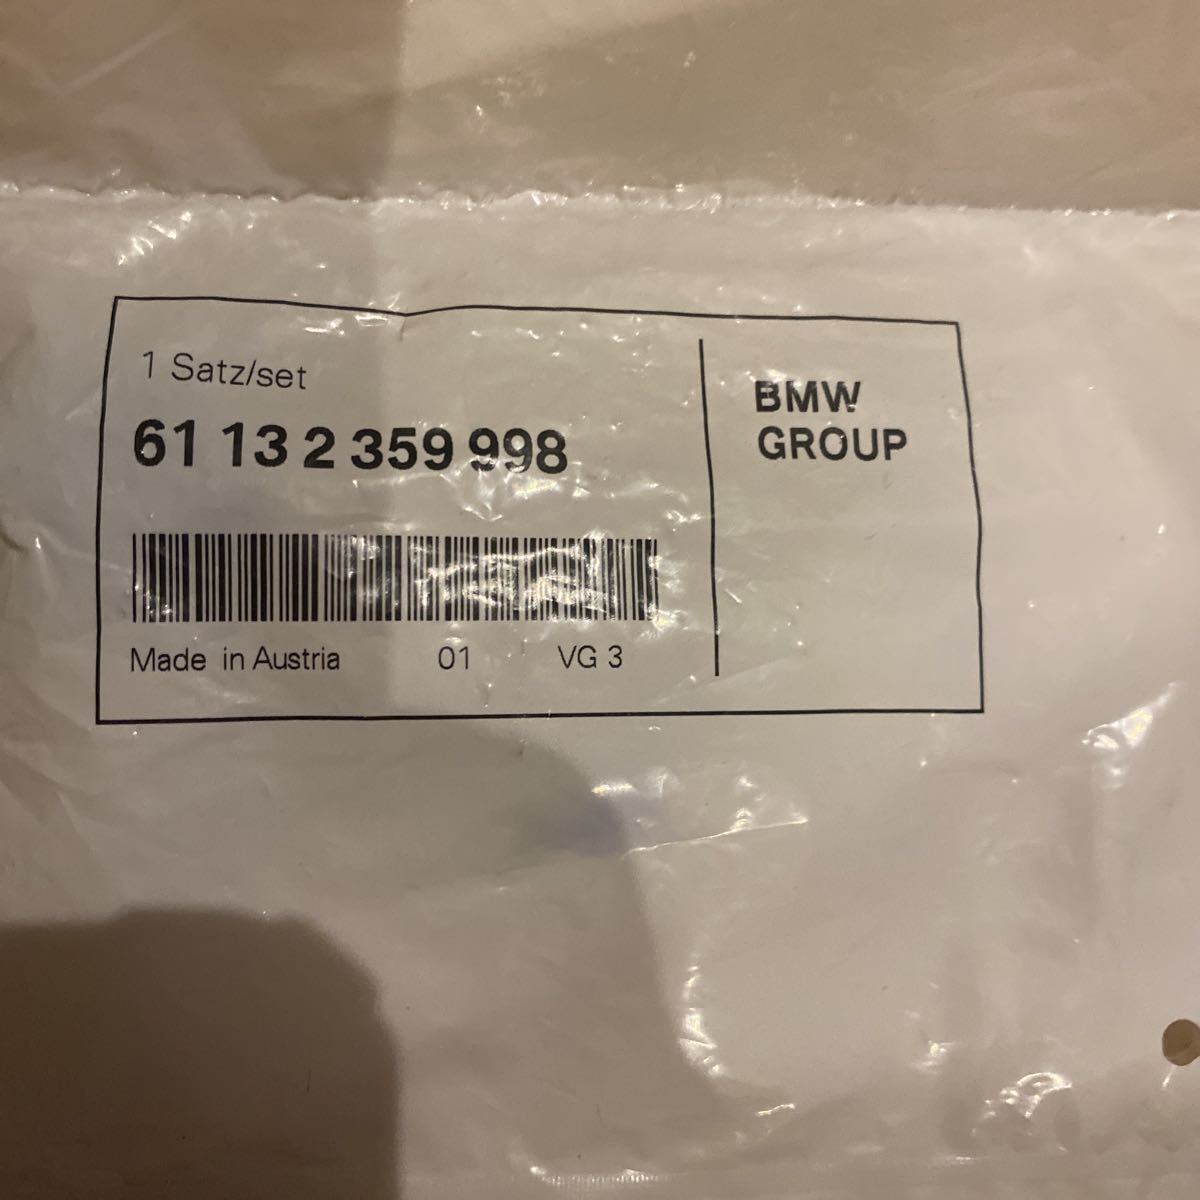 1 Satz/set
61 13 2 359 998
Made in Austria 01 VG 3
BMW
GROUP